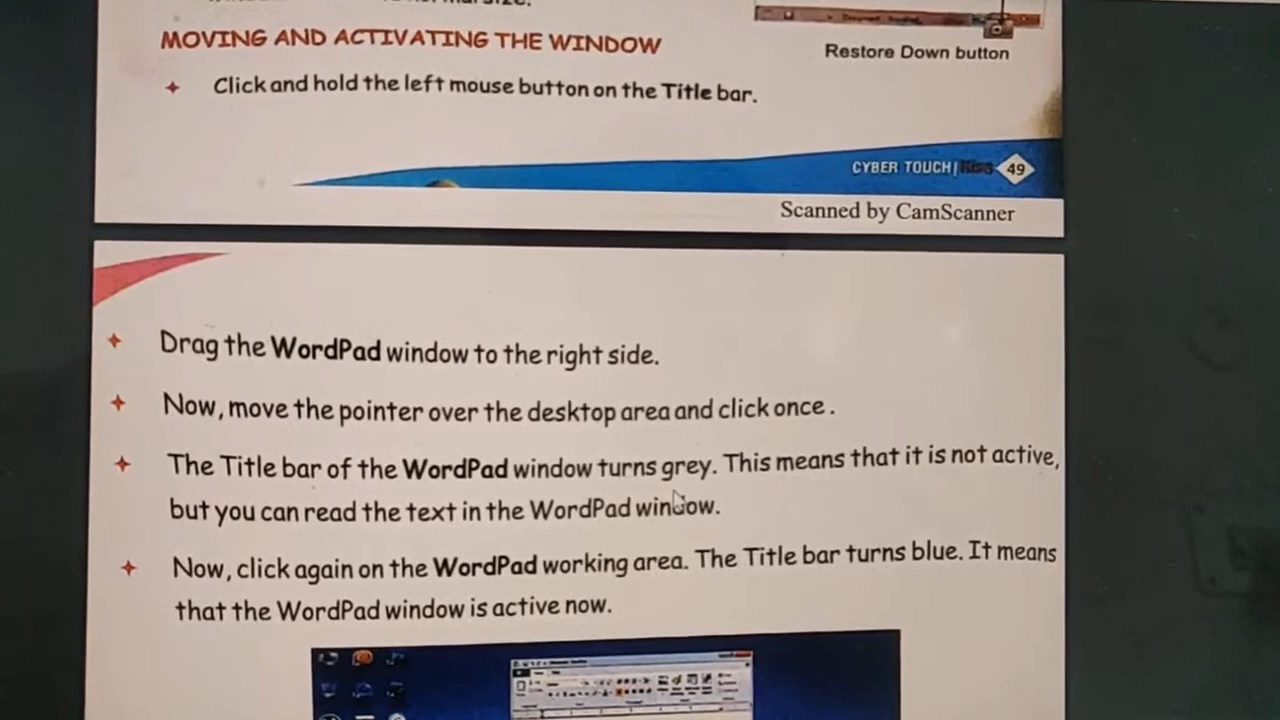 MOVING AND ACTIVATING THE WINDOW
Restore Down button
Click and hold the left mouse button on the Title bar.
CYBER TOUCH| 49
Scanned by CamScanner
Drag the WordPad window to the right side.
Now, move the pointer over the desktop area and click once.
The Title bar of the WordPad window turns grey. This means that it is not active,
but you can read the text in the WordPad window.
Now, click again on the WordPad working area. The Title bar turns blue. It means
that the WordPad window is active now.